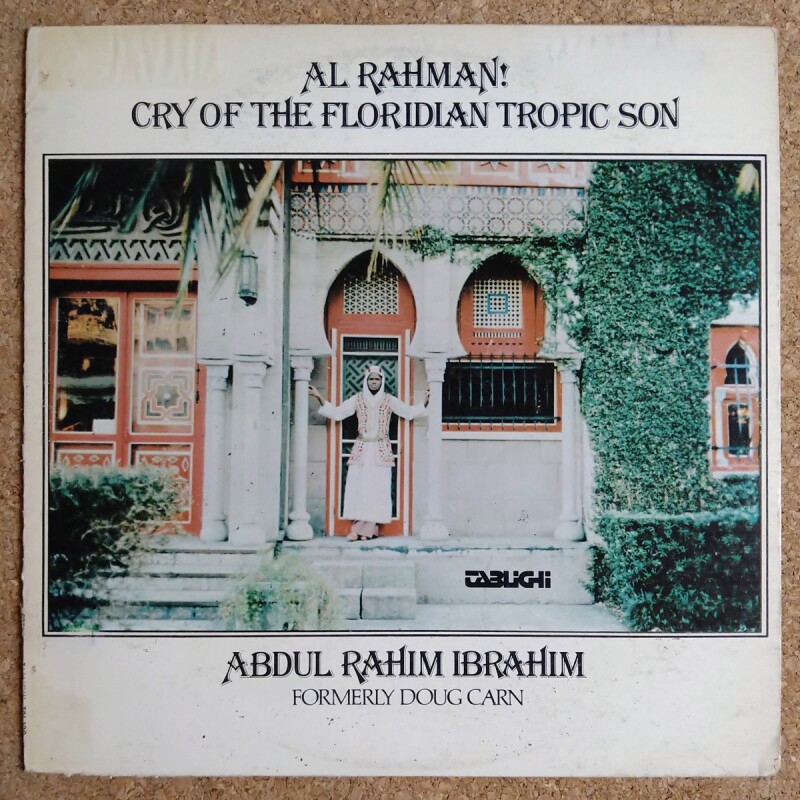 AL RAHMAN!
CRY OF THE FLORIDIAN TROPIC SON
TABLIGHI
ABDUL RAHIM IBRAHIM
FORMERLY DOUG CARN